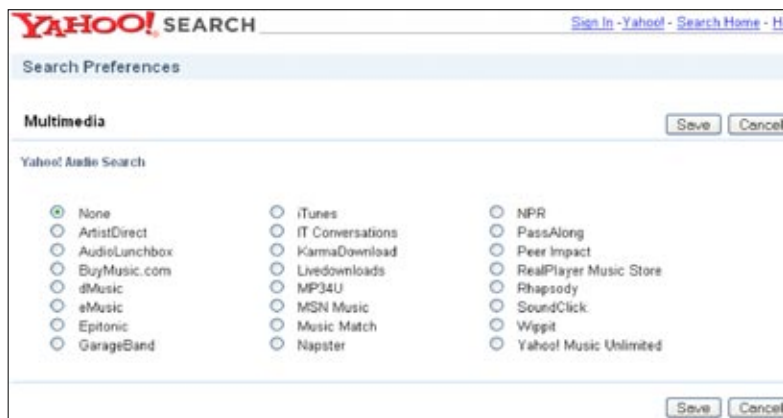 YAHOO! SEARCH
Sign In - Yahoo! - Search Home - H
Search Preferences
Multimedia
Save Cancel
Yahoo! Audio Search
None iTunes NPR
ArtistDirect IT Conversations PassAlong
AudioLunchbox KarmaDownload Peer Impact
BuyMusic.com Livedownloads RealPlayer Music Store
dMusic MP34U Rhapsody
eMusic MSN Music SoundClick
Epitonic Music Match Wippit
GarageBand Napster Yahoo! Music Unlimited
Save Cancel